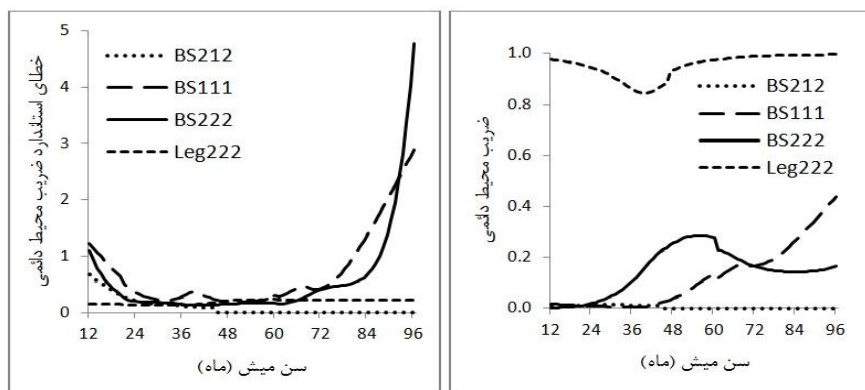 خطای استاندارد ضریب محیط دائمی
5
4
3
2
1
0
BS212
BS111
BS222
Leg222
12 24 36 48 60 72 84 96
سن میش (ماه)
ضریب محیط دائمی
1.0
0.8
0.6
0.4
0.2
0.0
BS212
BS111
BS222
Leg222
12 24 36 48 60 72 84 96
سن میش (ماه)